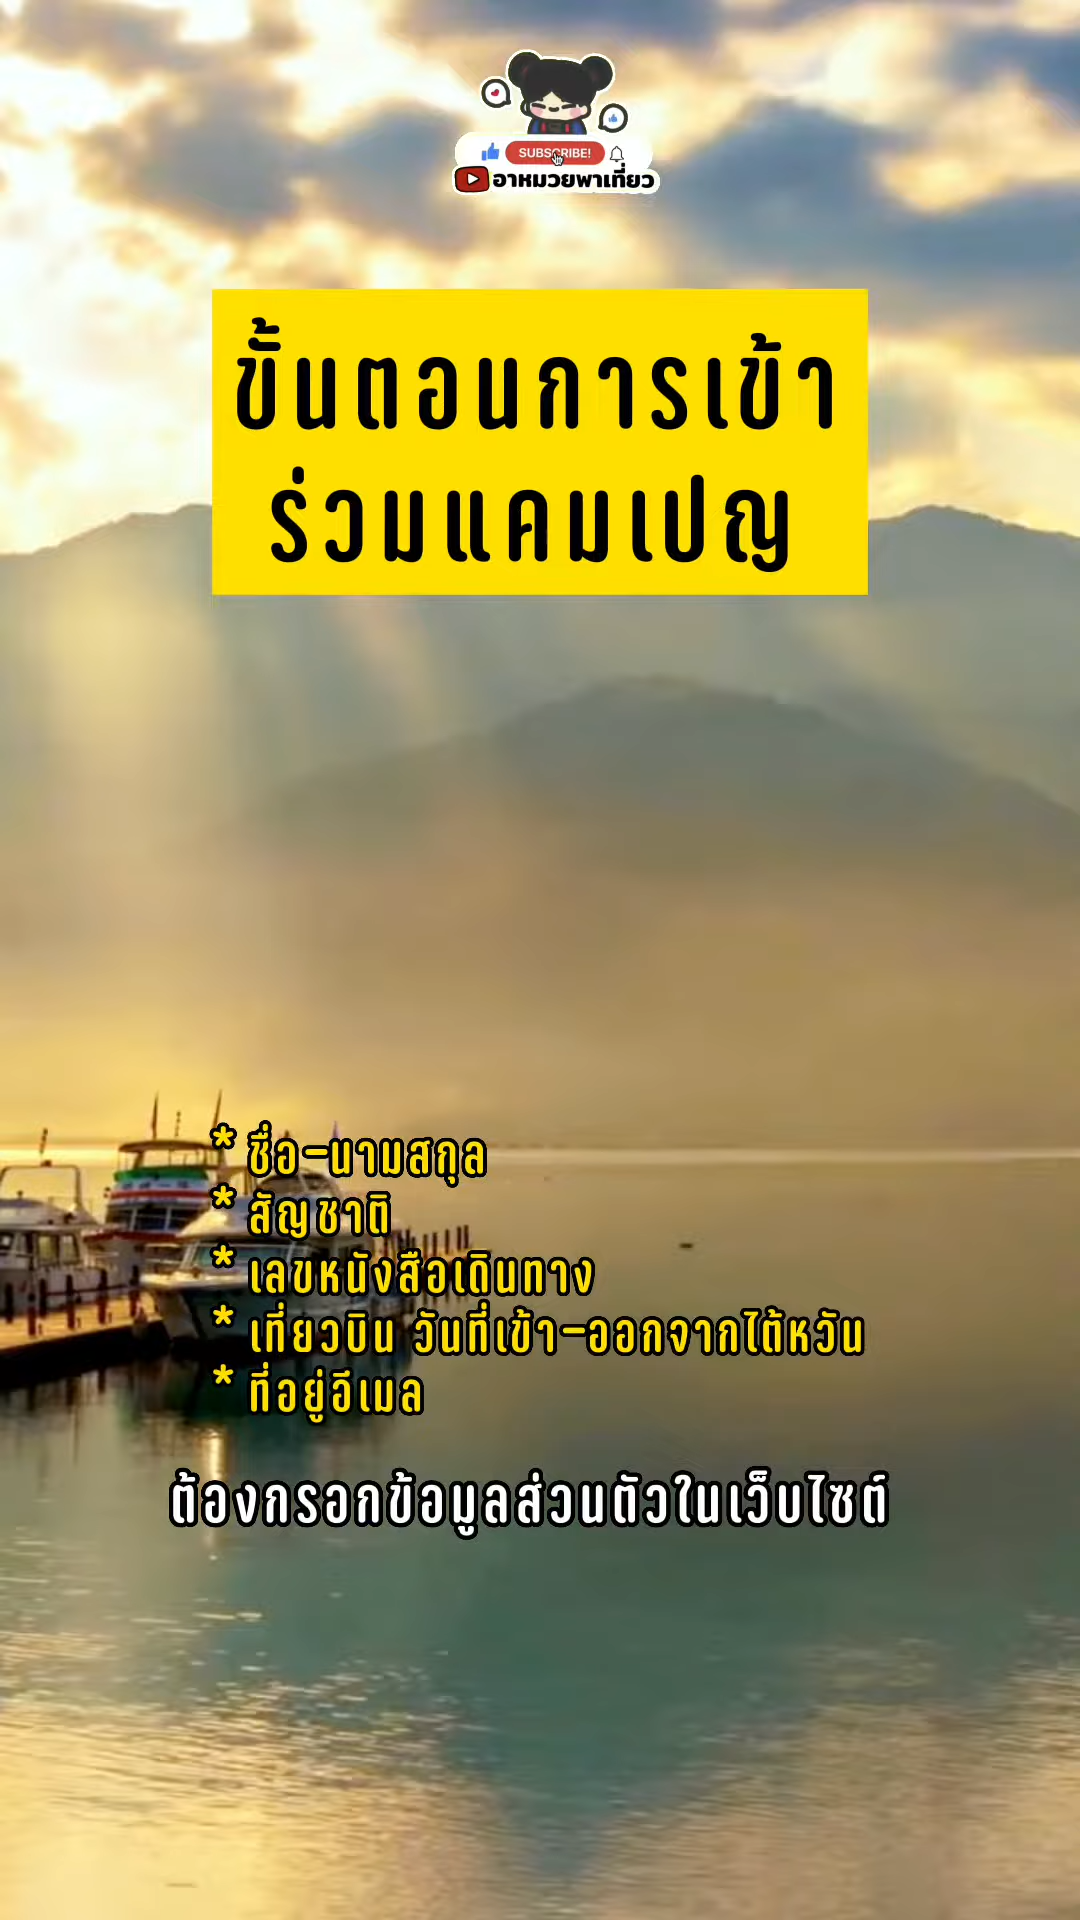 SUBSCRIBE!
อาหมวยพาเที่ยว
ขั้นตอนการเข้า
ร่วมแคมเปญ
* ชื่อ-นามสกุล
* สัญชาติ
* เลขหนังสือเดินทาง
* เที่ยวบิน วันที่เข้า-ออกจากไต้หวัน
* ที่อยู่อีเมล
ต้องกรอกข้อมูลส่วนตัวในเว็บไซต์